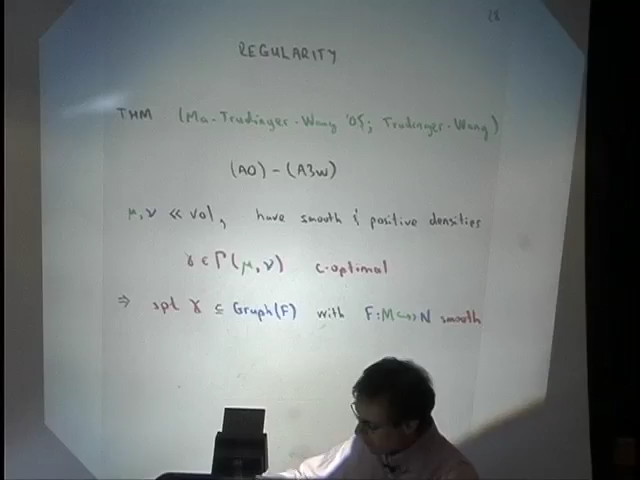 28
REGULARITY
THM (Ma-Trudinger-Wang '05; Trudinger-Wang)
(A0) - (A3w)
μ, ν << vol, have smooth & positive densities
γ ∈ Γ(μ, ν) c-optimal
⇒ spt γ ⊆ Graph(F) with F: M ↔ N smooth